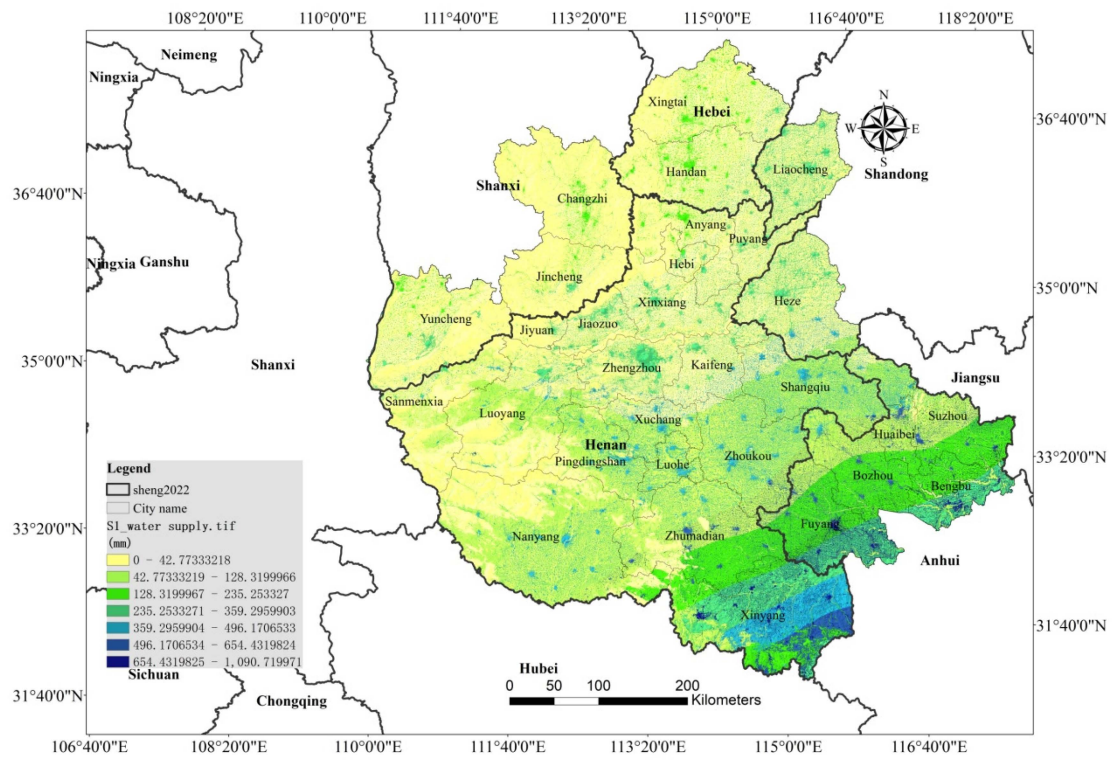 108°20'0"E 110°0'0"E 111°40'0"E 113°20'0"E 115°0'0"E 116°40'0"E 118°20'0"E
Neimeng
Ningxia
Xingtai
Hebei
36°40'0"N
N
W E
S
Liaocheng
Handan
Shandong
Shanxi
36°40'0"N
Changzhi
Anyang
Puyang
Ningxia
Ganshu
Hebi
Jincheng
35°0'0"N
Heze
Xinxiang
Yuncheng
Jiyuan
Jiaozuo
35°0'0"N
Shanxi
Zhengzhou
Kaifeng
Jiangsu
Shangqiu
Sanmenxia
Luoyang
Suzhou
Xuchang
Huaibei
Henan
Zhoukou
33°20'0"N
Pingdingshan
Luohe
Bozhou
Bengbu
Legend
sheng2022
City name
S1_water supply.tif
(mm)
0 - 42.77333218
42.77333219 - 128.3199966
128.3199967 - 235.253327
235.2533271 - 359.2959903
359.2959904 - 496.1706533
496.1706534 - 654.4319824
654.4319825 - 1,090.719971
33°20'0"N
Fuyang
Nanyang
Zhumadian
Anhui
Xinyang
31°40'0"N
Sichuan
Hubei
31°40'0"N
Chongqing
0 50 100 200
Kilometers
106°40'0"E 108°20'0"E 110°0'0"E 111°40'0"E 113°20'0"E 115°0'0"E 116°40'0"E